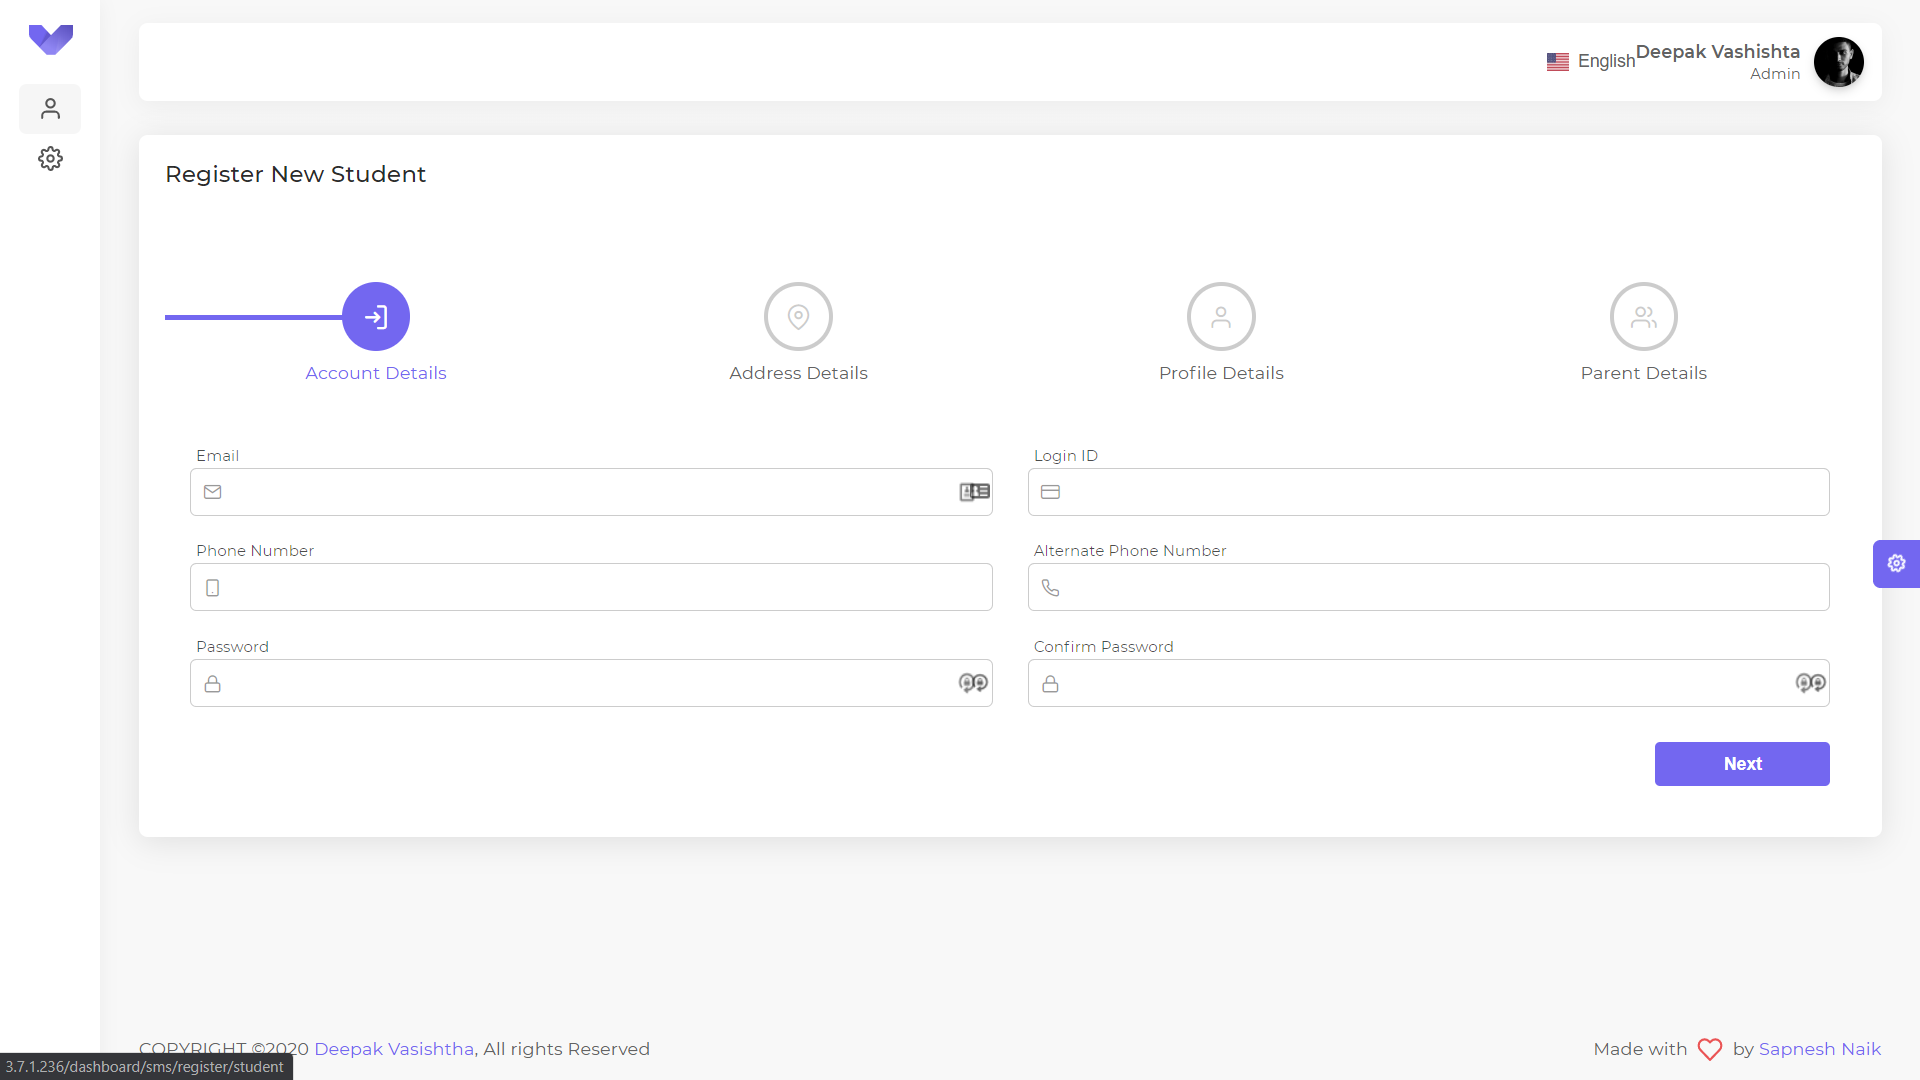 English
Deepak Vashishta
Admin
Register New Student
Account Details
Address Details
Profile Details
Parent Details
Email
Login ID
Phone Number
Alternate Phone Number
Password
Confirm Password
Next
COPYRIGHT ©2020 Deepak Vasishtha, All rights Reserved
Made with by Sapnesh Naik
3.7.1.236/dashboard/sms/register/student